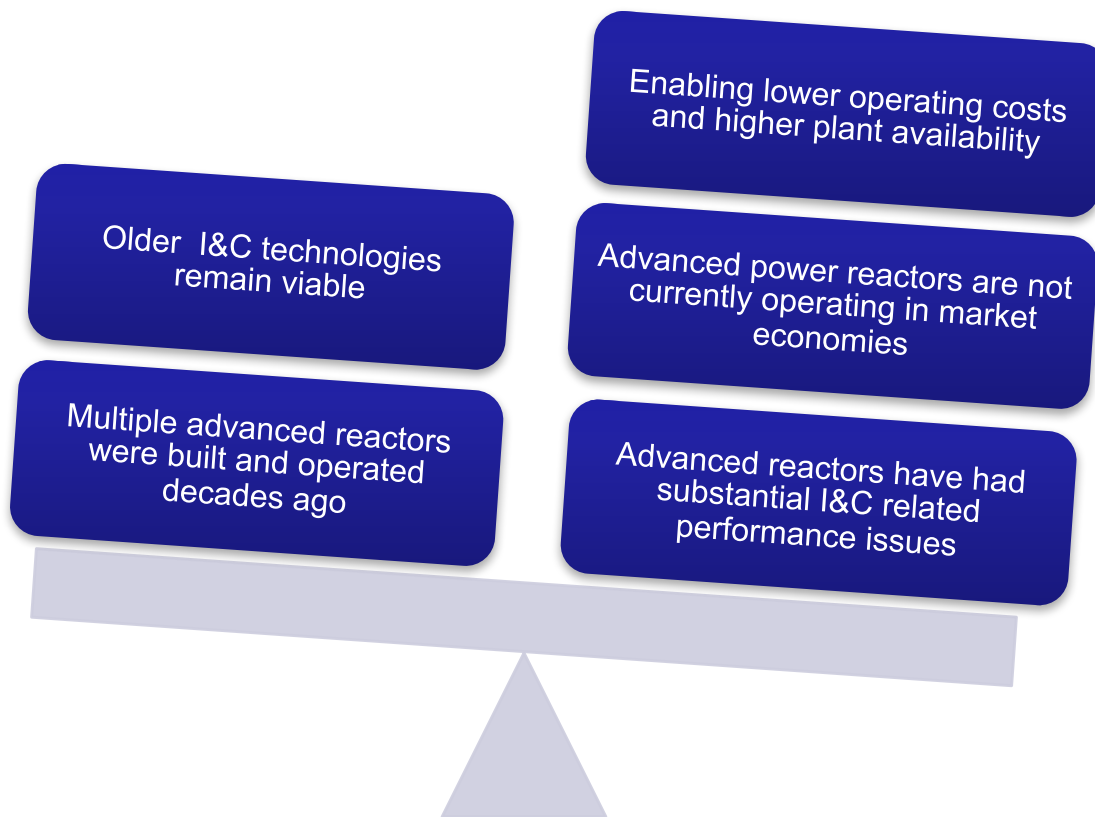 Older  I&C technologies
remain viable
Multiple advanced reactors
were built and operated
decades ago
Enabling lower operating costs
and higher plant availability
Advanced power reactors are not
currently operating in market
economies
Advanced reactors have had
substantial I&C related
performance issues